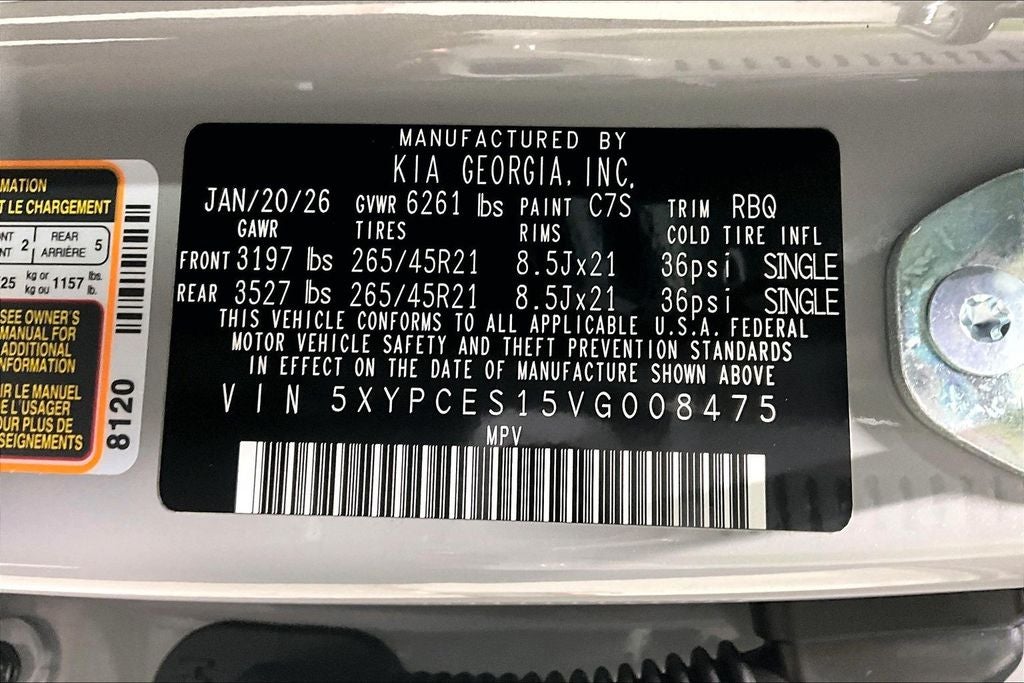 MANUFACTURED BY
KIA GEORGIA, INC.
JAN/20/26 GVWR 6261 lbs PAINT C7S TRIM RBQ
GAWR TIRES RIMS COLD TIRE INFL
FRONT 3197 lbs 265/45R21 8.5Jx21 36psi SINGLE
REAR 3527 lbs 265/45R21 8.5Jx21 36psi SINGLE
THIS VEHICLE CONFORMS TO ALL APPLICABLE U.S.A. FEDERAL
MOTOR VEHICLE SAFETY AND THEFT PREVENTION STANDARDS
IN EFFECT ON THE DATE OF MANUFACTURE SHOWN ABOVE
VIN 5XYPCES15VG008475
MPV
LE CHARGEMENT
2 REAR ARRIÈRE 5
kg or kg ou 1157 lbs. lb.
SEE OWNER'S
MANUAL FOR
ADDITIONAL
LE MANUEL
L'USAGER
PLUS DE
8120